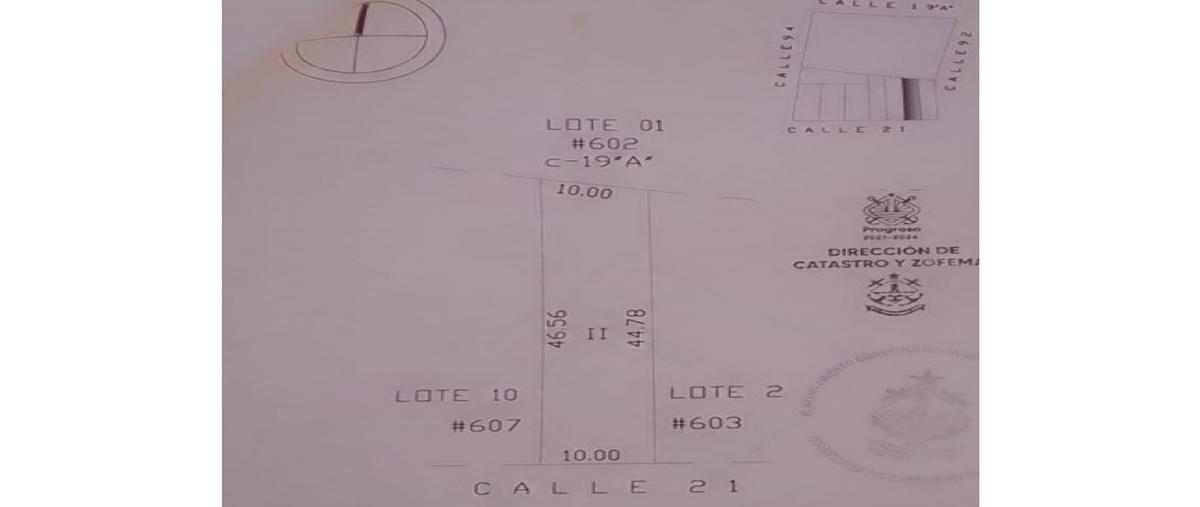 CALLE 19"A"
CALLE 94
CALLE 92
CALLE 21
LOTE 01
#602
C-19"A"
10.00
46.56
II
44.78
LOTE 10
#607
LOTE 2
#603
10.00
CALLE 21
Progreso
2021-2024
DIRECCIÓN DE
CATASTRO Y ZOFEMA